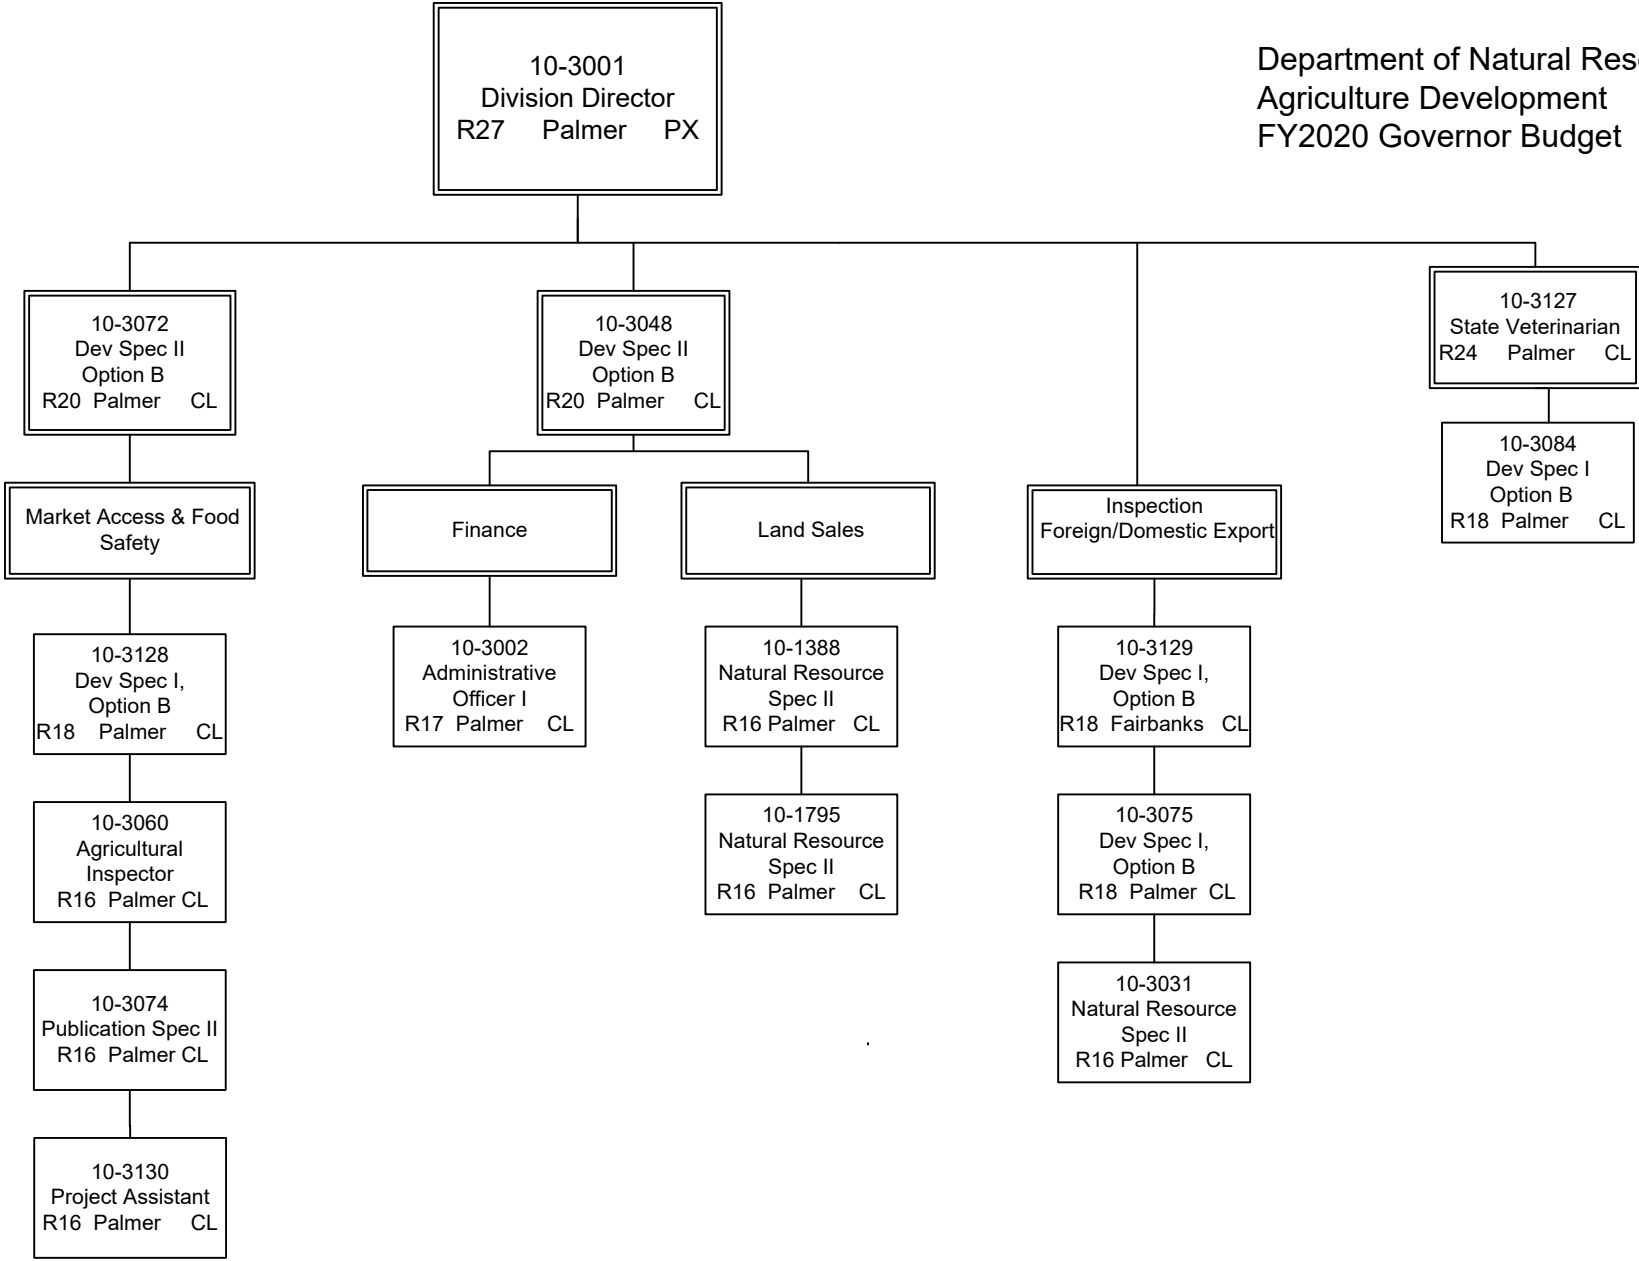 10-3001
Division Director
R27 Palmer PX
Department of Natural
Agriculture Development
FY2020 Governor Budget
10-3072
Dev Spec II
Option B
R20 Palmer CL
10-3048
Dev Spec II
Option B
R20 Palmer CL
10-3127
State Veterinarian
R24 Palmer CL
10-3084
Dev Spec I
Option B
R18 Palmer CL
Market Access & Food
Safety
Finance
Land Sales
Inspection
Foreign/Domestic Export
10-3128
Dev Spec I,
Option B
R18 Palmer CL
10-3002
Administrative
Officer I
R17 Palmer CL
10-1388
Natural Resource
Spec II
R16 Palmer CL
10-3129
Dev Spec I,
Option B
R18 Fairbanks CL
10-3060
Agricultural
Inspector
R16 Palmer CL
10-1795
Natural Resource
Spec II
R16 Palmer CL
10-3075
Dev Spec I,
Option B
R18 Palmer CL
10-3074
Publication Spec II
R16 Palmer CL
10-3031
Natural Resource
Spec II
R16 Palmer CL
10-3130
Project Assistant
R16 Palmer CL